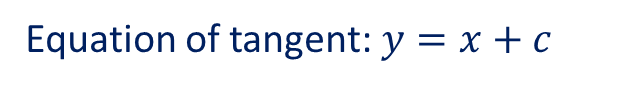 Equation of tangent: y = x + c